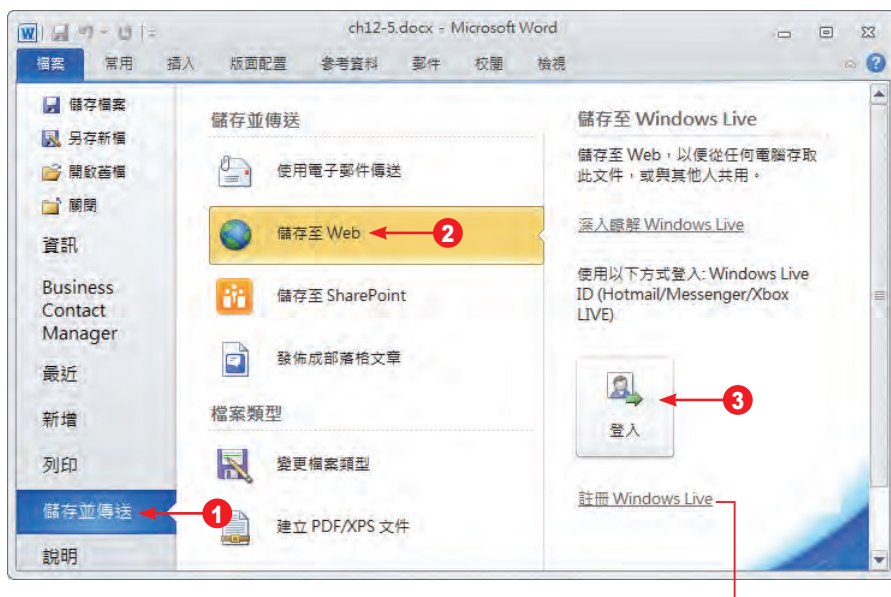 ch12-5.docx - Microsoft Word
檔案 常用 插入 版面配置 參考資料 郵件 校閱 檢視
儲存檔案
另存新檔
開啟舊檔
關閉
資訊
Business
Contact
Manager
最近
新增
列印
儲存並傳送
1
說明
儲存並傳送
使用電子郵件傳送
儲存至 Web
2
儲存至 SharePoint
發佈成部落格文章
檔案類型
變更檔案類型
建立 PDF/XPS 文件
儲存至 Windows Live
儲存至 Web，以便從任何電腦存取
此文件，或與其他人共用。
深入瞭解 Windows Live
使用以下方式登入: Windows Live
ID (Hotmail/Messenger/Xbox
LIVE)
3
登入
註冊 Windows Live